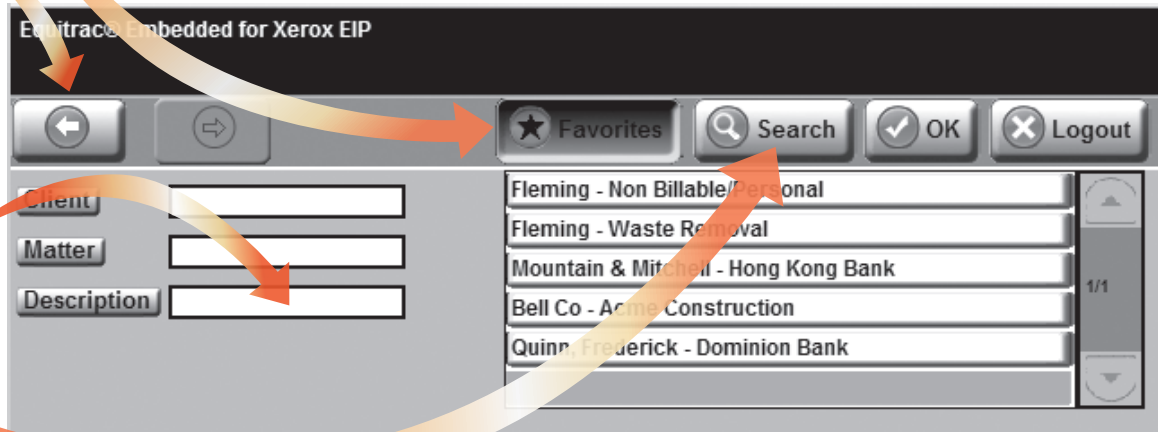 Equitrac® Embedded for Xerox EIP
Favorites Search OK Logout
Client
Matter
Description
Fleming - Non Billable/Personal
Fleming - Waste Removal
Mountain & Mitchell - Hong Kong Bank
Bell Co - Acme Construction
Quinn, Frederick - Dominion Bank
1/1